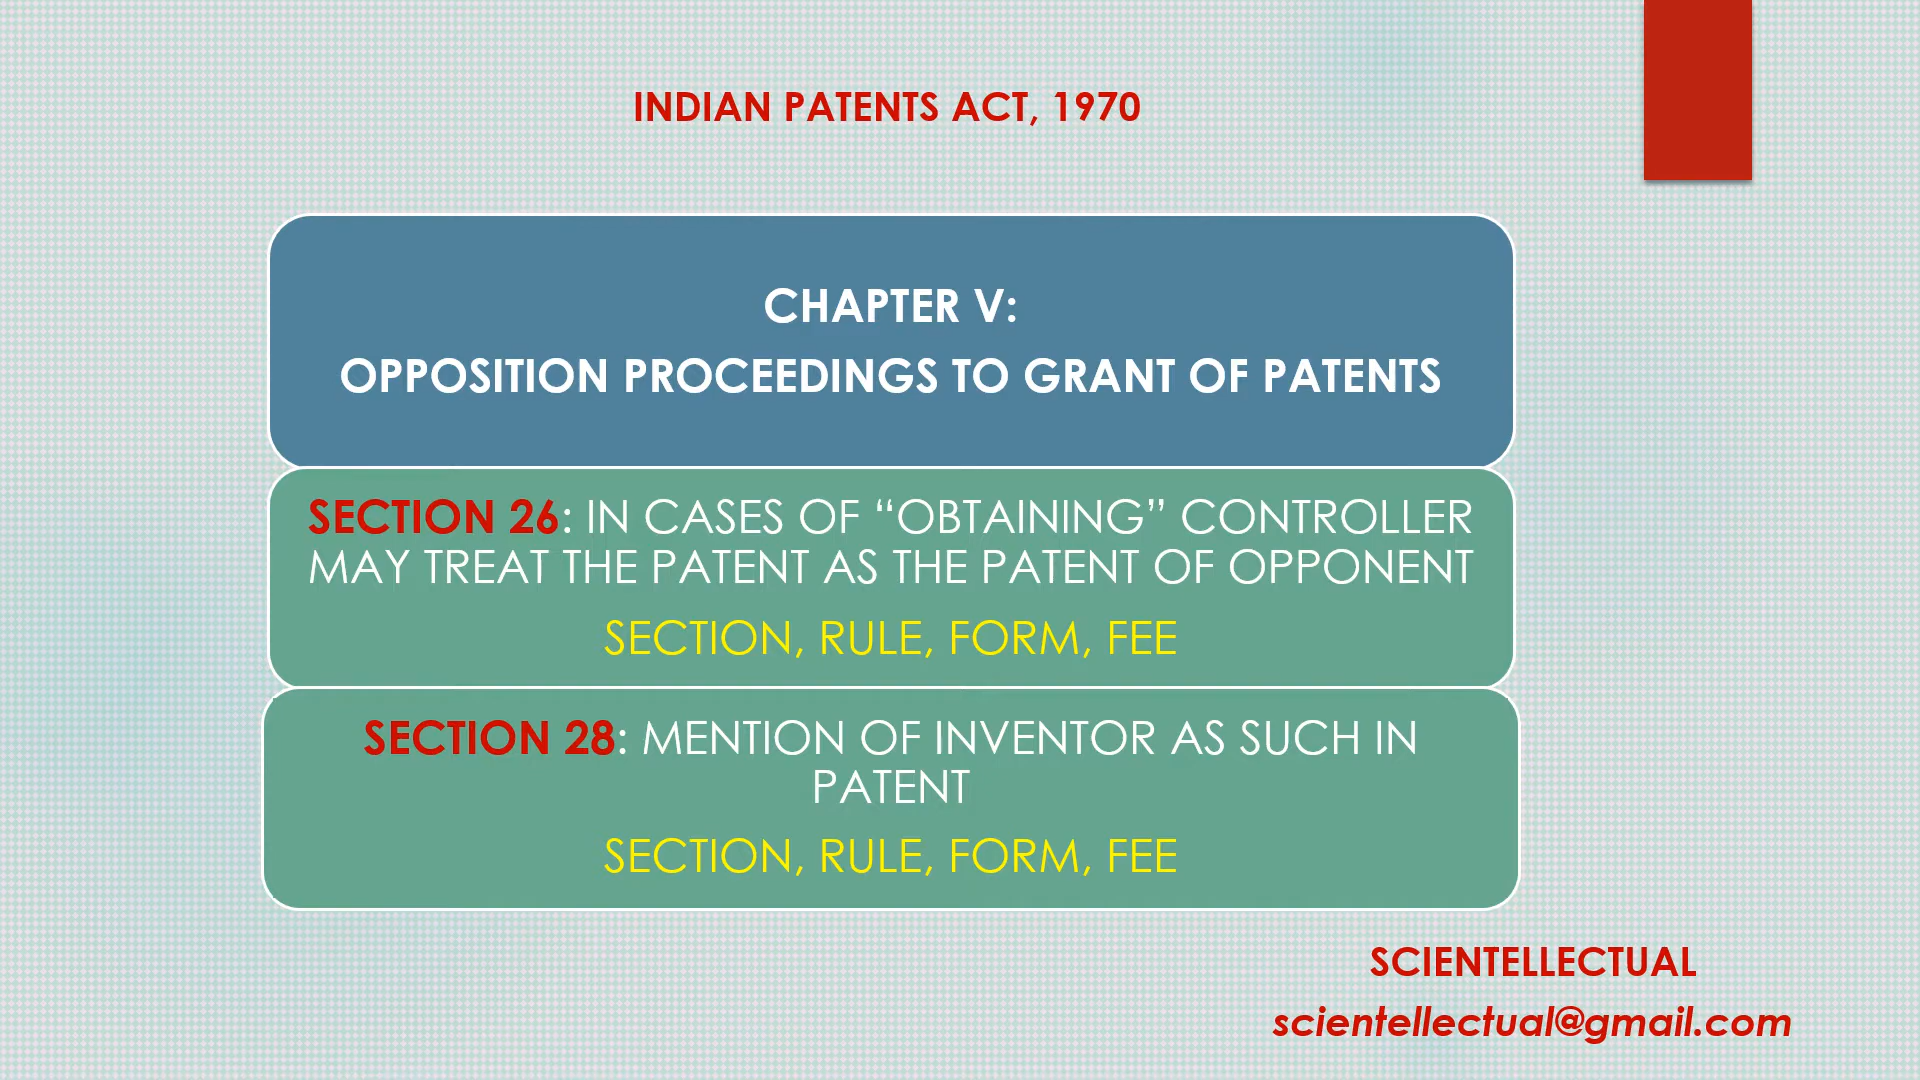 INDIAN PATENTS ACT, 1970
CHAPTER V:
OPPOSITION PROCEEDINGS TO GRANT OF PATENTS
SECTION 26: IN CASES OF “OBTAINING” CONTROLLER
MAY TREAT THE PATENT AS THE PATENT OF OPPONENT
SECTION, RULE, FORM, FEE
SECTION 28: MENTION OF INVENTOR AS SUCH IN
PATENT
SECTION, RULE, FORM, FEE
SCIENTELLECTUAL
scientellectual@gmail.com